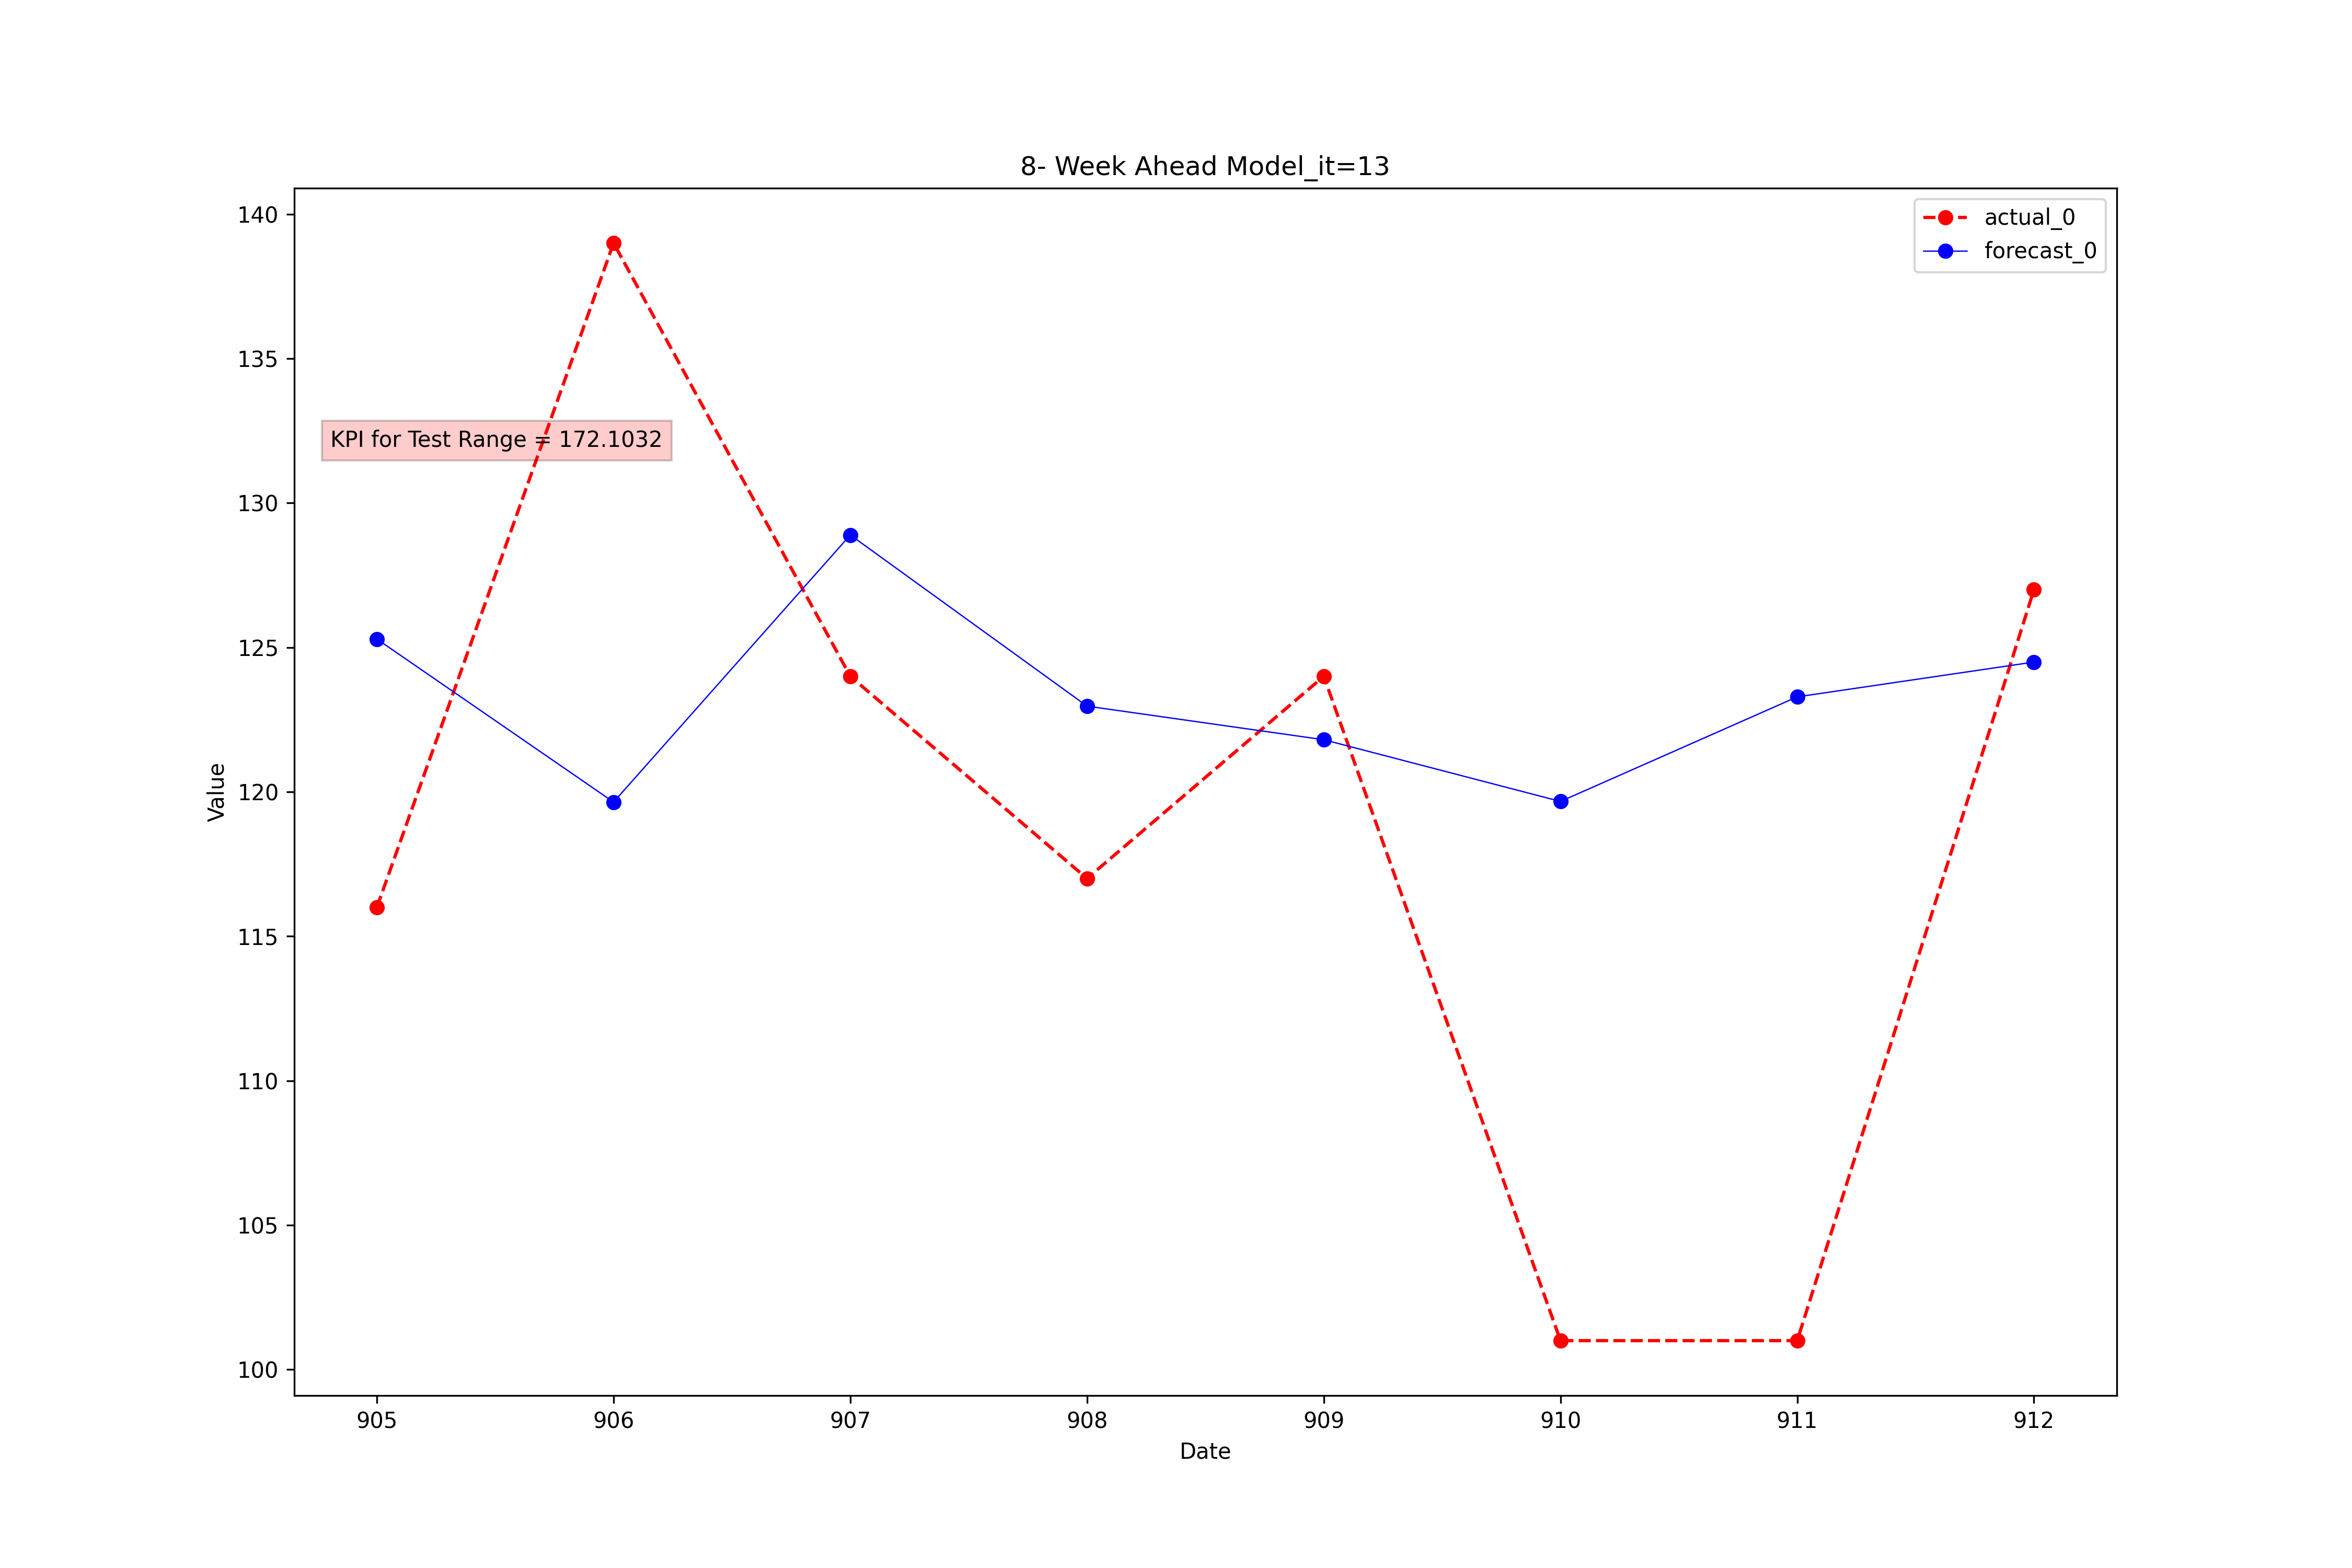 8- Week Ahead Model_it=13
actual_0
forecast_0
KPI for Test Range = 172.1032
Value
140
135
130
125
120
115
110
105
100
905 906 907 908 909 910 911 912
Date